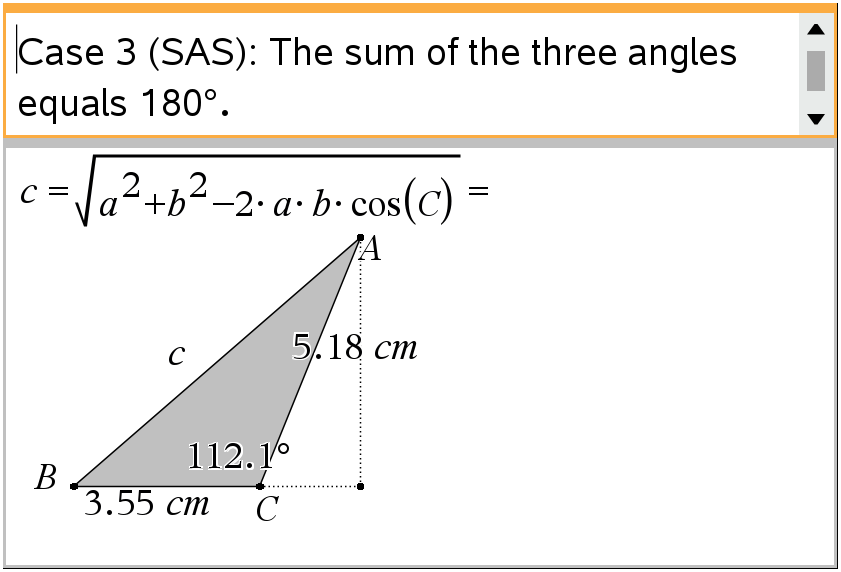 Case 3 (SAS): The sum of the three angles
equals 180°.
c = √a²+b²−2· a· b· cos(C) =
A
c
5.18 cm
112.1°
B
3.55 cm
C